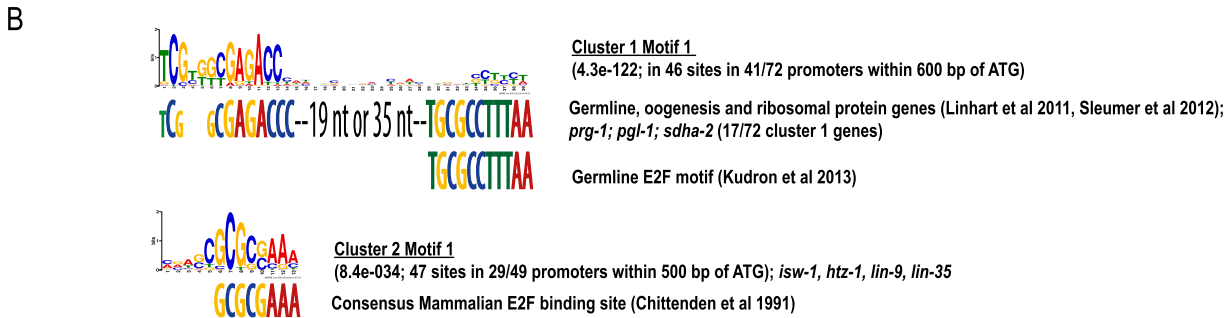 B
Cluster 1 Motif 1
(4.3e-122; in 46 sites in 41/72 promoters within 600 bp of ATG)
TCG GCGAGACCC--19 nt or 35 nt--TGCGCCTTTAA
Germline, oogenesis and ribosomal protein genes (Linhart et al 2011, Sleumer et al 2012);
prg-1; pgl-1; sdha-2 (17/72 cluster 1 genes)
TGCGCCTTTAA
Germline E2F motif (Kudron et al 2013)
Cluster 2 Motif 1
(8.4e-034; 47 sites in 29/49 promoters within 500 bp of ATG); isw-1, htz-1, lin-9, lin-35
GCGCGAAA
Consensus Mammalian E2F binding site (Chittenden et al 1991)